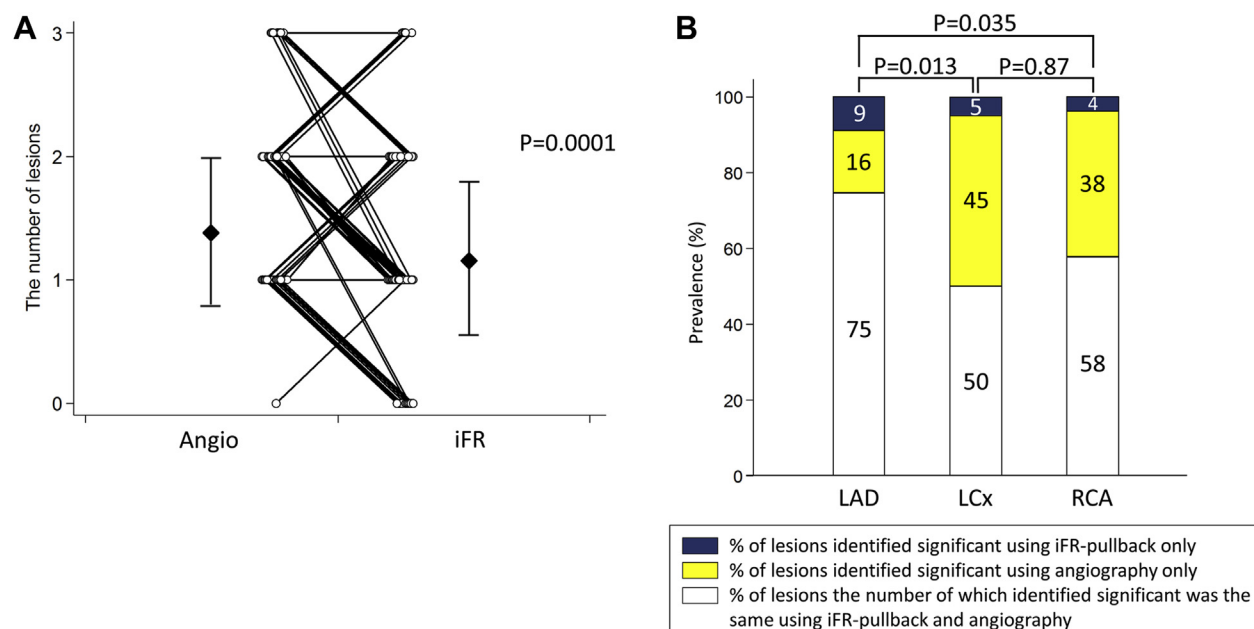 A
The number of lesions
3
2
1
0
P=0.0001
Angio
iFR
B
P=0.035
P=0.013
P=0.87
Prevalence (%)
100
80
60
40
20
0
9
16
75
5
45
50
4
38
58
LAD
LCx
RCA
% of lesions identified significant using iFR-pullback only
% of lesions identified significant using angiography only
% of lesions the number of which identified significant was the
same using iFR-pullback and angiography